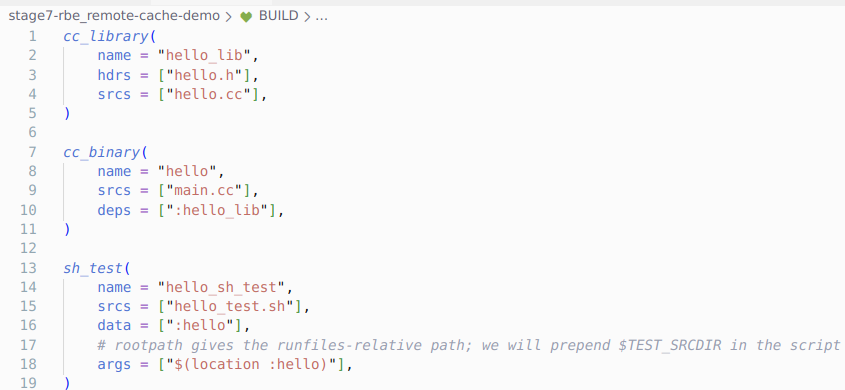 stage7-rbe_remote-cache-demo > BUILD > ...
1 cc_library(
2     name = "hello_lib",
3     hdrs = ["hello.h"],
4     srcs = ["hello.cc"],
5 )
6
7 cc_binary(
8     name = "hello",
9     srcs = ["main.cc"],
10     deps = [":hello_lib"],
11 )
12
13 sh_test(
14     name = "hello_sh_test",
15     srcs = ["hello_test.sh"],
16     data = [":hello"],
17     # rootpath gives the runfiles-relative path; we will prepend $TEST_SRCDIR in the script
18     args = ["$(location :hello)"],
19 )